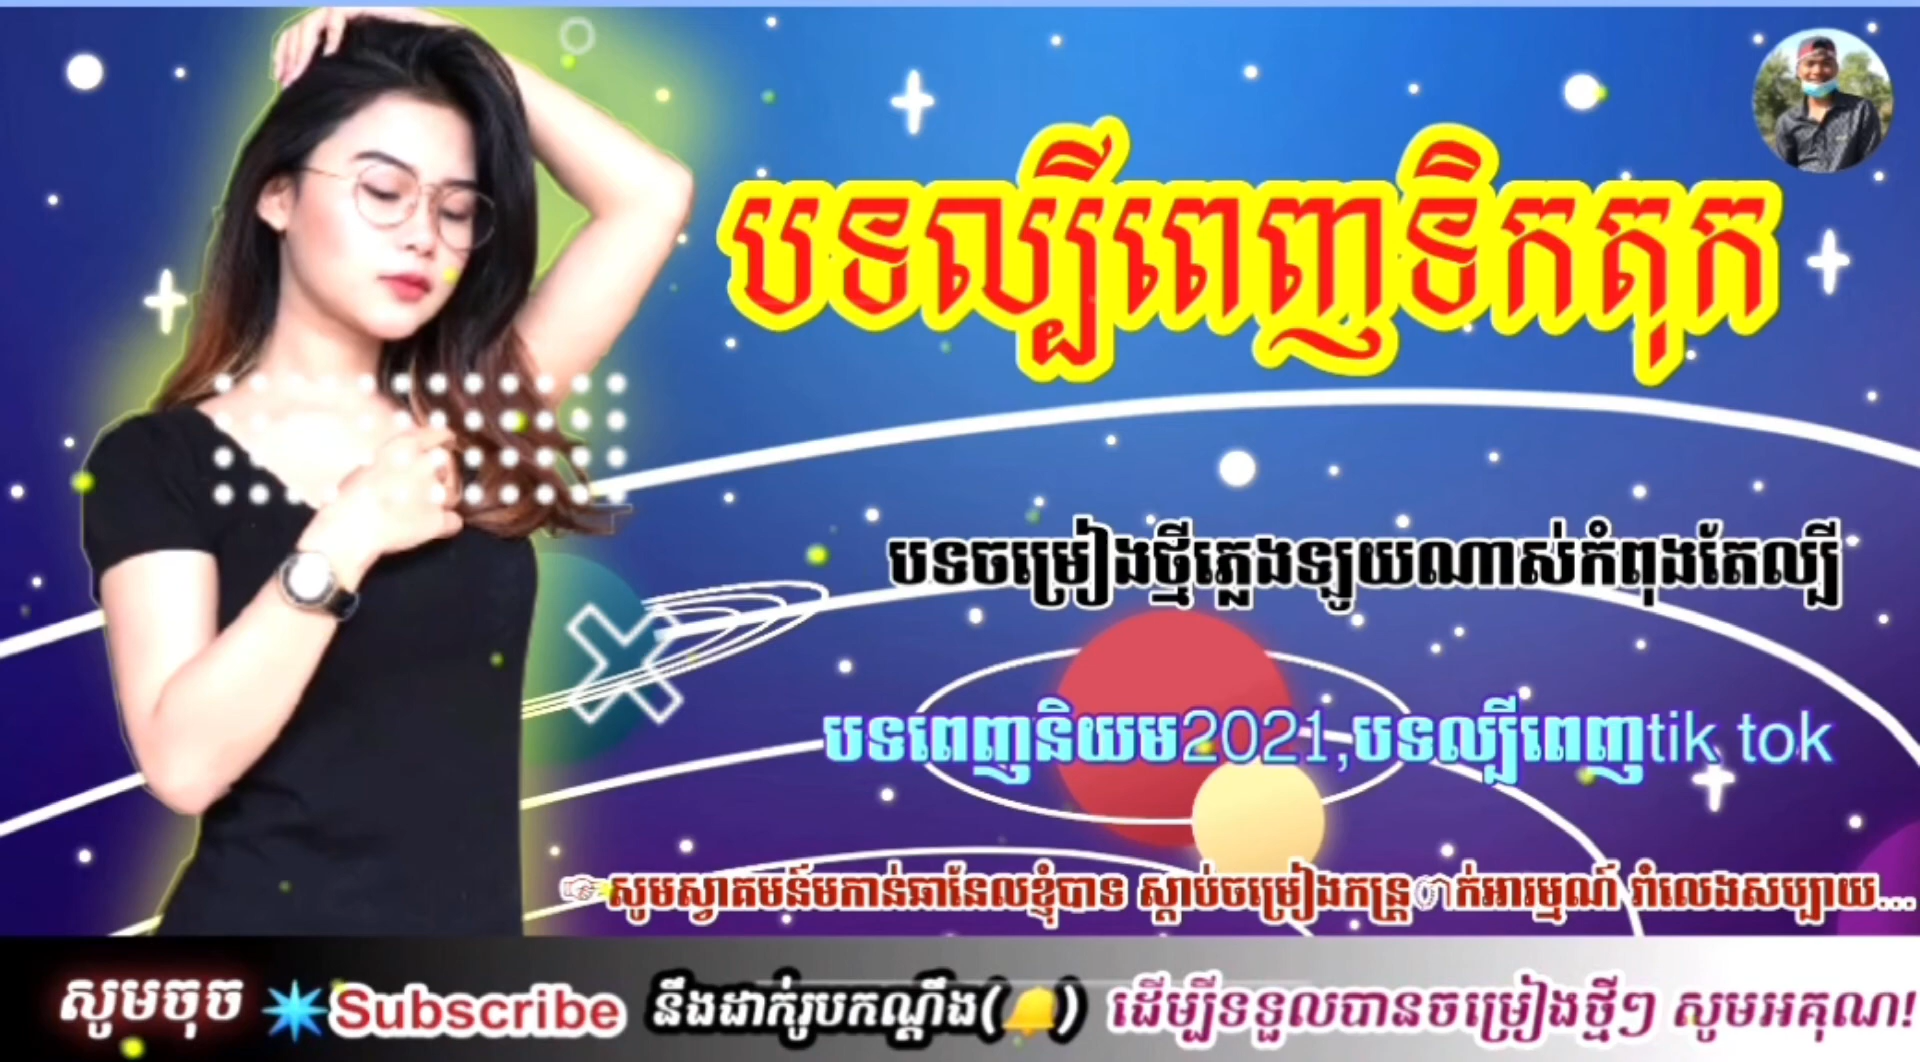 បទល្បីពេញទិកតុក
បទចម្រៀងថ្មីភ្លេងឡូយណាស់កំពុងតែល្បី
បទពេញនិយម2021,បទល្បីពេញtik tok
👉សូមស្វាគមន៍មកាន់ឆានែលខ្ញុំបាទ ស្តាប់ចម្រៀងកន្ត្រាក់អារម្មណ៍ រាំលេងសប្បាយ...
សូមចុច Subscribe នឹងដាក់រូបកណ្តឹង(🔔) ដើម្បីទទួលបានចម្រៀងថ្មីៗ សូមអគុណ!